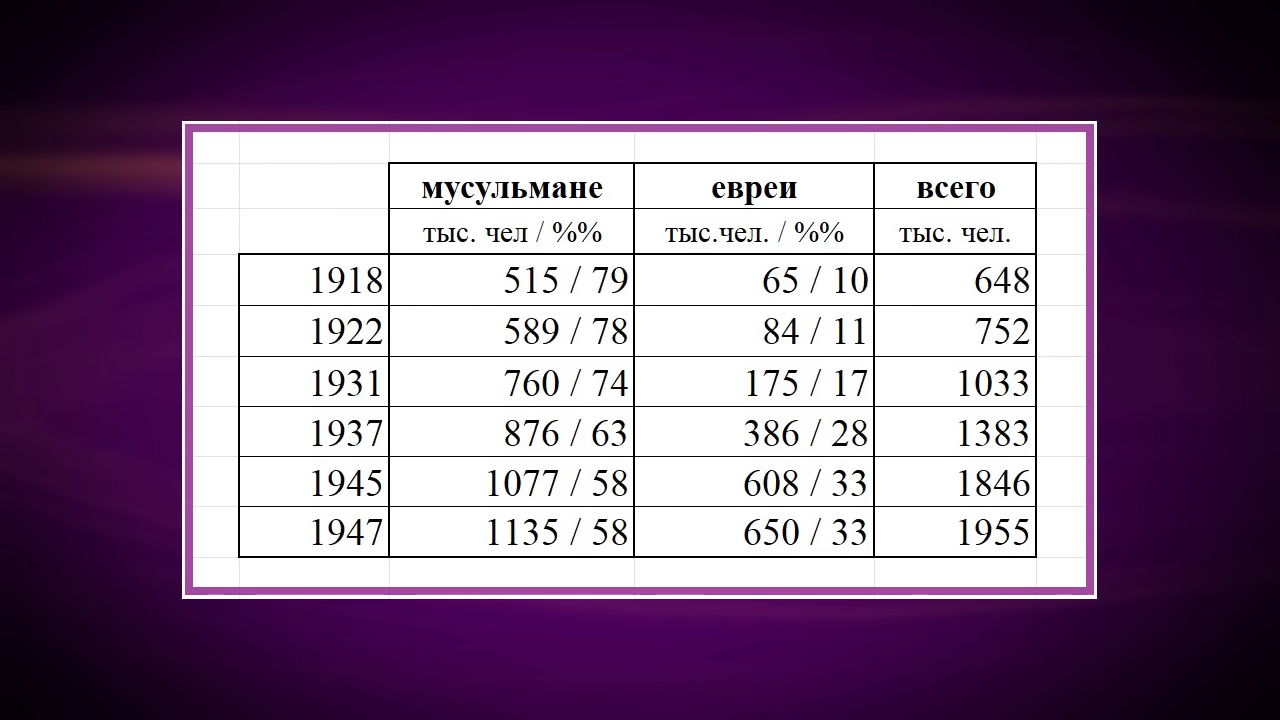 мусульмане евреи всего
тыс. чел / %% тыс.чел. / %% тыс. чел.
1918 515 / 79 65 / 10 648
1922 589 / 78 84 / 11 752
1931 760 / 74 175 / 17 1033
1937 876 / 63 386 / 28 1383
1945 1077 / 58 608 / 33 1846
1947 1135 / 58 650 / 33 1955